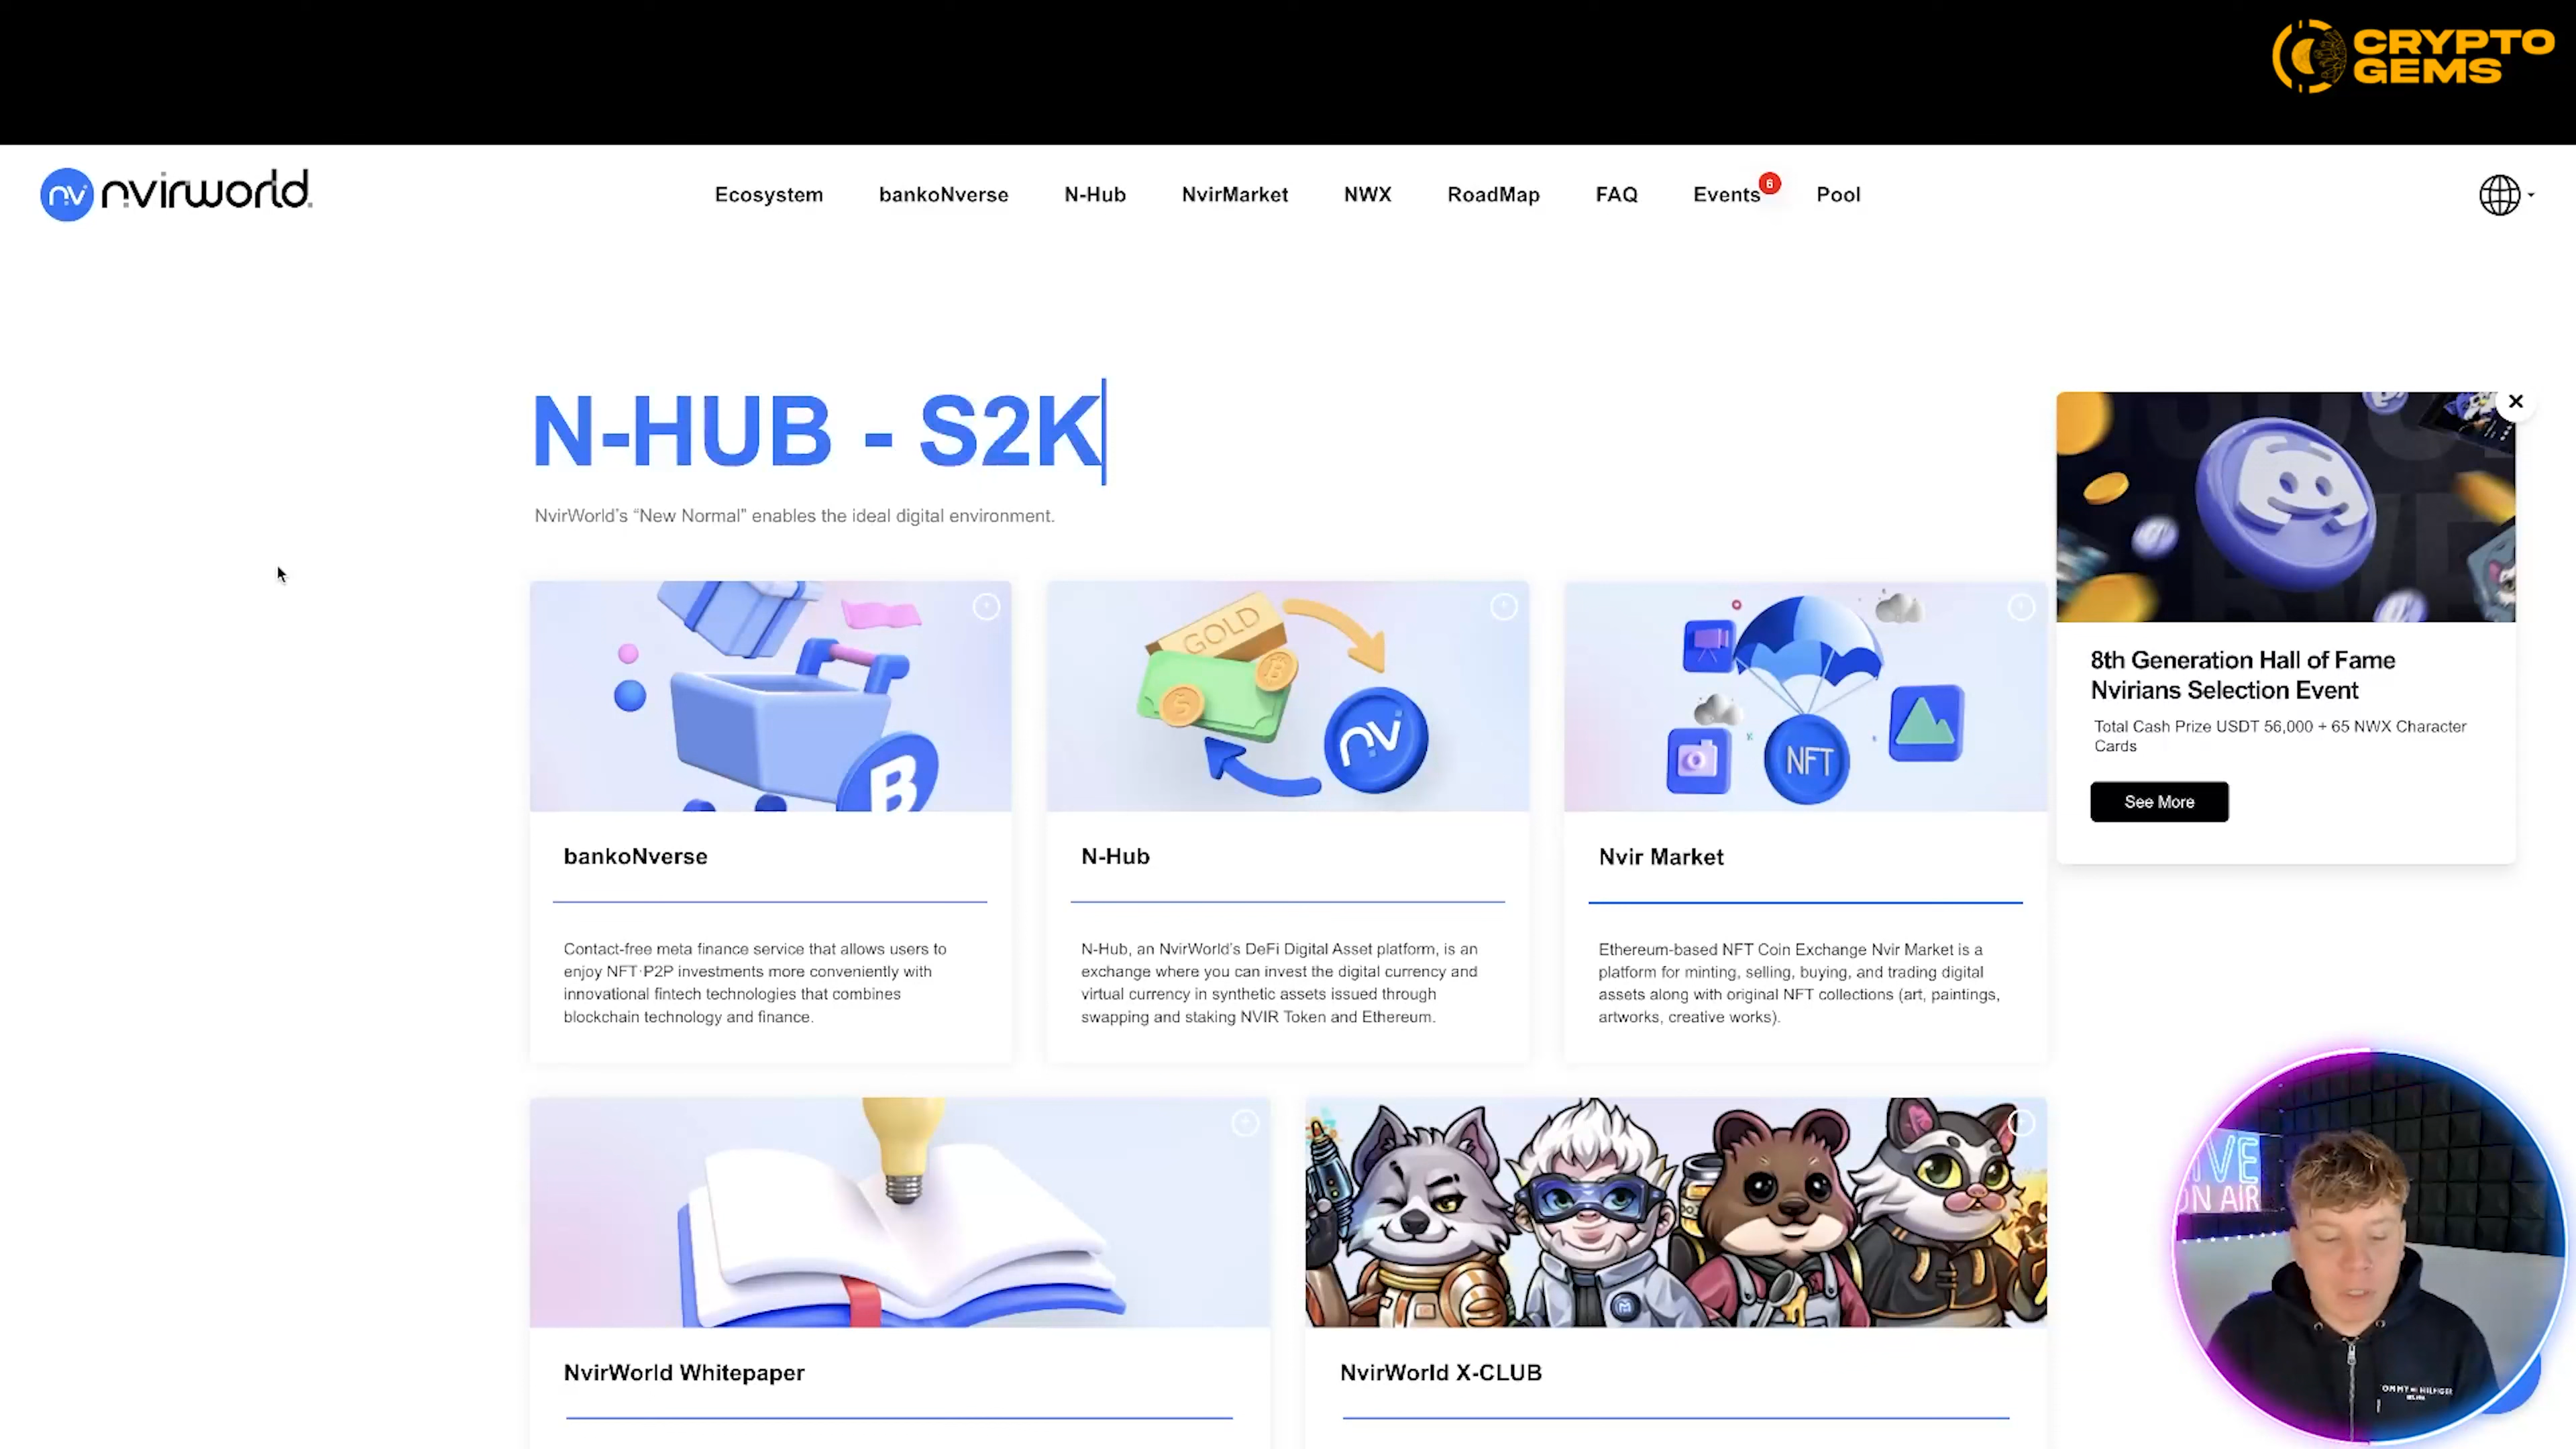 CRYPTO
GEMS
nv nvirworld.
Ecosystem bankoNverse N-Hub NvirMarket NWX RoadMap FAQ Events 6 Pool
N-HUB - S2K
NvirWorld's “New Normal” enables the ideal digital environment.
GOLD
nv
NFT
B
8th Generation Hall of Fame
Nvirians Selection Event
Total Cash Prize USDT 56,000 + 65 NWX Character
Cards
See More
bankoNverse
N-Hub
Nvir Market
Contact-free meta finance service that allows users to
enjoy NFT·P2P investments more conveniently with
innovational fintech technologies that combines
blockchain technology and finance.
N-Hub, an NvirWorld's DeFi Digital Asset platform, is an
exchange where you can invest the digital currency and
virtual currency in synthetic assets issued through
swapping and staking NVIR Token and Ethereum.
Ethereum-based NFT Coin Exchange Nvir Market is a
platform for minting, selling, buying, and trading digital
assets along with original NFT collections (art, paintings,
artworks, creative works).
NvirWorld Whitepaper
NvirWorld X-CLUB
IVE
ON AIR
OMMY HILFIGER